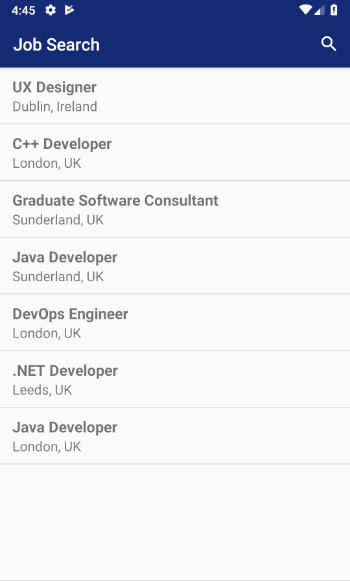 4:45
Job Search
UX Designer
Dublin, Ireland
C++ Developer
London, UK
Graduate Software Consultant
Sunderland, UK
Java Developer
Sunderland, UK
DevOps Engineer
London, UK
.NET Developer
Leeds, UK
Java Developer
London, UK